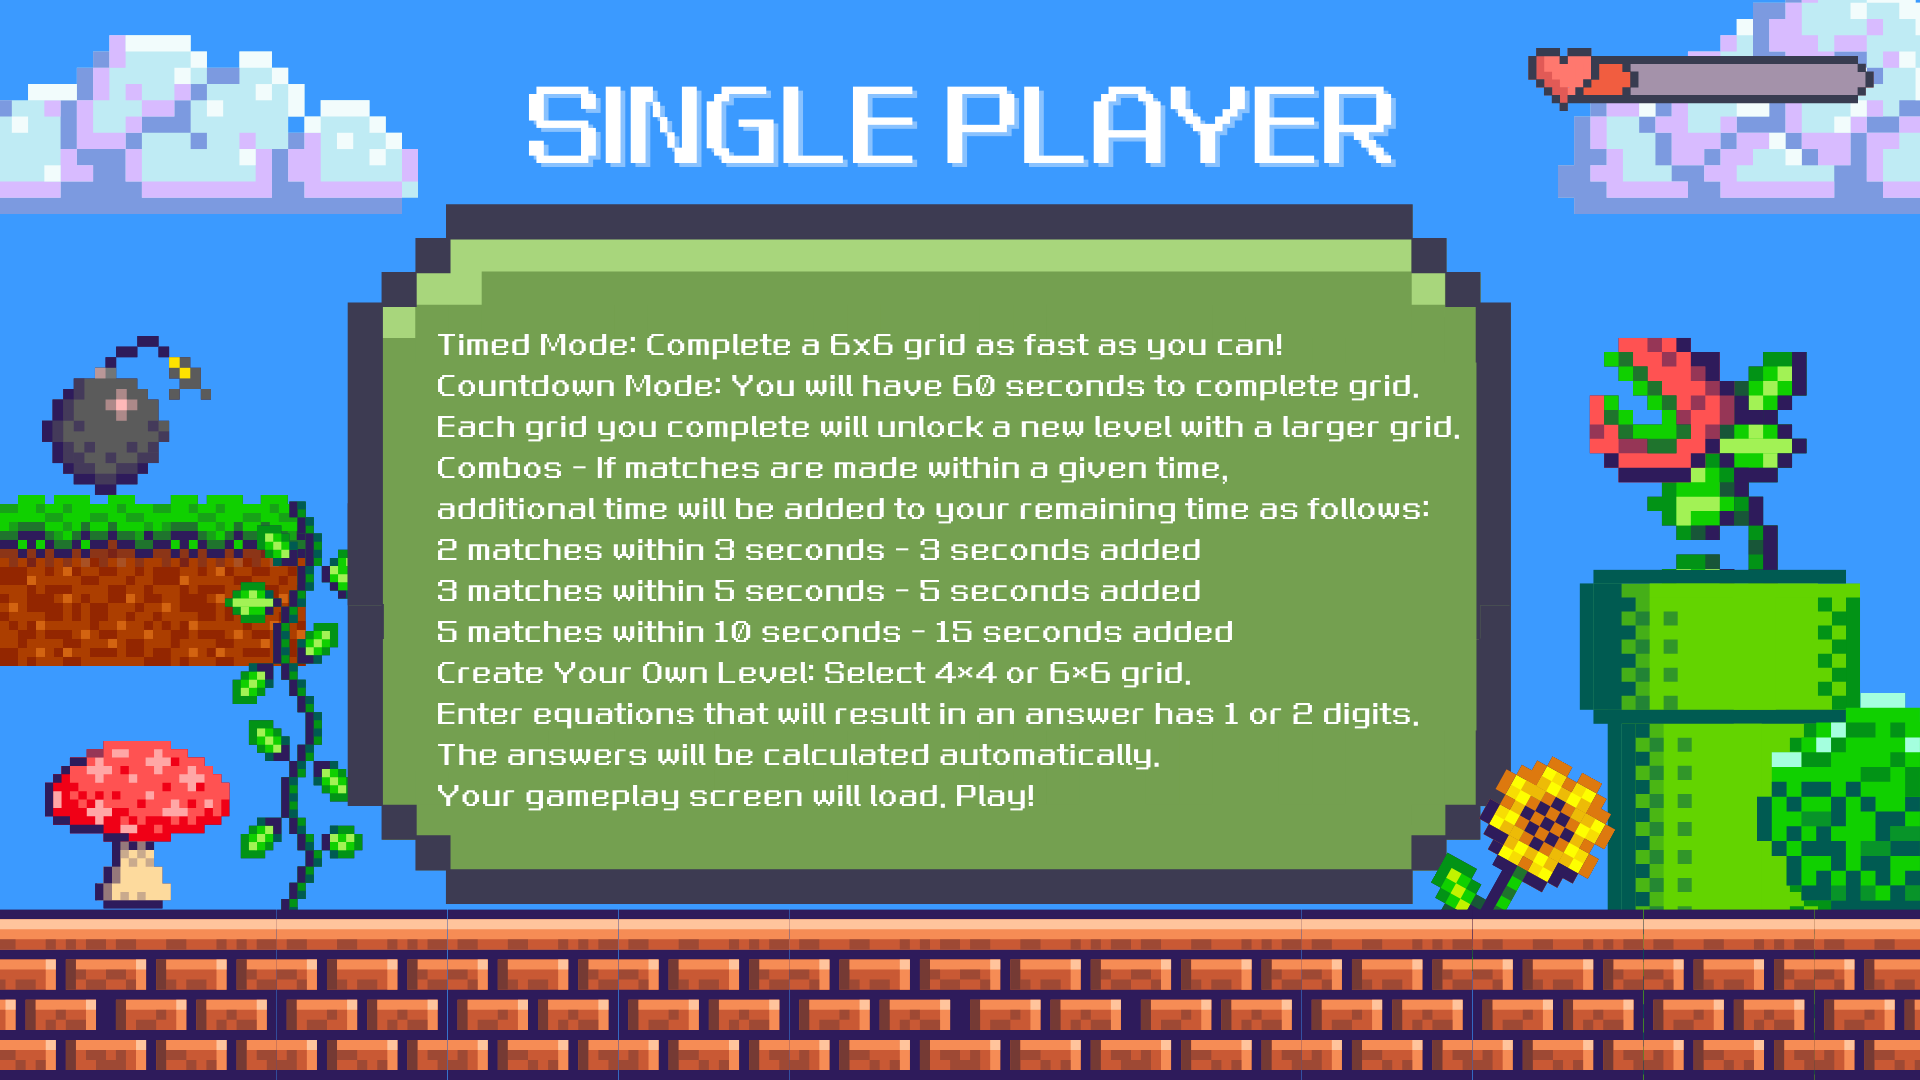 SINGLE PLAYER
Timed Mode: Complete a 6x6 grid as fast as you can!
Countdown Mode: You will have 60 seconds to complete grid.
Each grid you complete will unlock a new level with a larger grid.
Combos - If matches are made within a given time,
additional time will be added to your remaining time as follows:
2 matches within 3 seconds - 3 seconds added
3 matches within 5 seconds - 5 seconds added
5 matches within 10 seconds - 15 seconds added
Create Your Own Level: Select 4×4 or 6×6 grid.
Enter equations that will result in an answer has 1 or 2 digits.
The answers will be calculated automatically.
Your gameplay screen will load. Play!